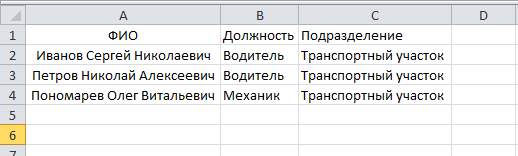 A B C D
1 ФИО Должность Подразделение
2 Иванов Сергей Николаевич Водитель Транспортный участок
3 Петров Николай Алексеевич Водитель Транспортный участок
4 Пономарев Олег Витальевич Механик Транспортный участок
5
6
7